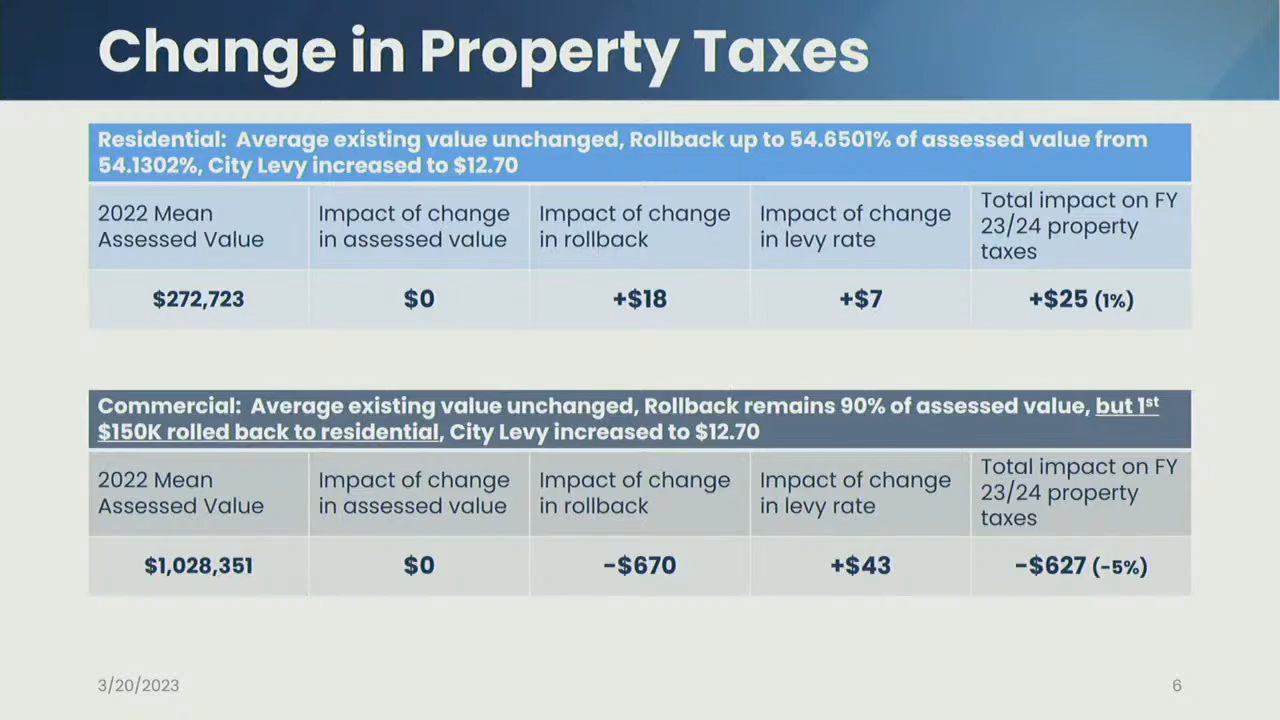 Change in Property Taxes
Residential:  Average existing value unchanged, Rollback up to 54.6501% of assessed value from
54.1302%, City Levy increased to $12.70
2022 Mean
Assessed Value
Impact of change
in assessed value
Impact of change
in rollback
Impact of change
in levy rate
Total impact on FY
23/24 property
taxes
$272,723
$0
+$18
+$7
+$25 (1%)
Commercial:  Average existing value unchanged, Rollback remains 90% of assessed value, but 1st
$150K rolled back to residential, City Levy increased to $12.70
2022 Mean
Assessed Value
Impact of change
in assessed value
Impact of change
in rollback
Impact of change
in levy rate
Total impact on FY
23/24 property
taxes
$1,028,351
$0
-$670
+$43
-$627 (-5%)
3/20/2023
6